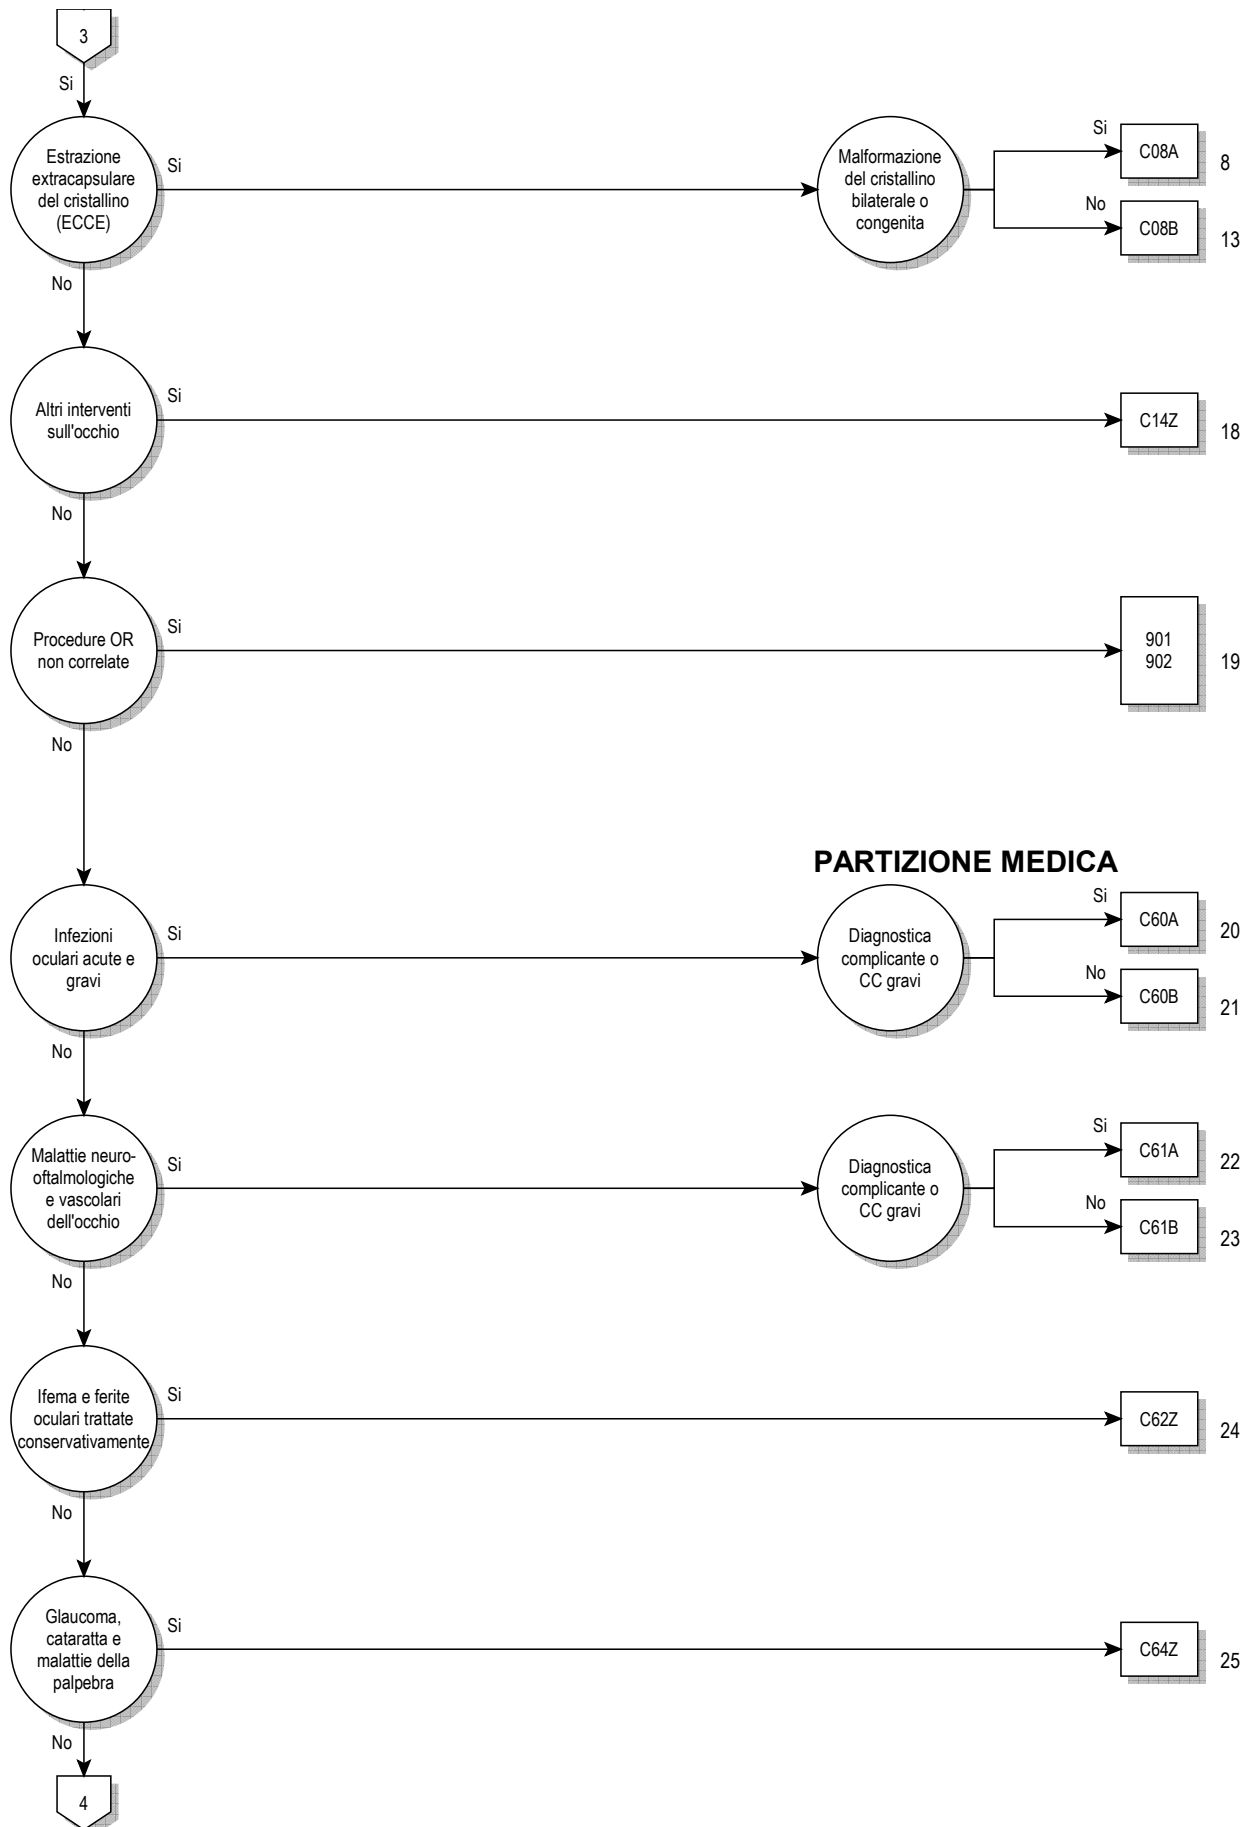 3
Si
Estrazione
extracapsulare
del cristallino
(ECCE)
Si
Malformazione
del cristallino
bilaterale o
congenita
Si
C08A
8
No
C08B
13
No
Altri interventi
sull'occhio
Si
C14Z
18
No
Procedure OR
non correlate
Si
901
902
19
No
PARTIZIONE MEDICA
Infezioni
oculari acute e
gravi
Si
Diagnostica
complicante o
CC gravi
Si
C60A
20
No
C60B
21
No
Malattie neuro-
oftalmologiche
e vascolari
dell'occhio
Si
Diagnostica
complicante o
CC gravi
Si
C61A
22
No
C61B
23
No
Ifema e ferite
oculari trattate
conservativamente
Si
C62Z
24
No
Glaucoma,
cataratta e
malattie della
palpebra
Si
C64Z
25
No
4